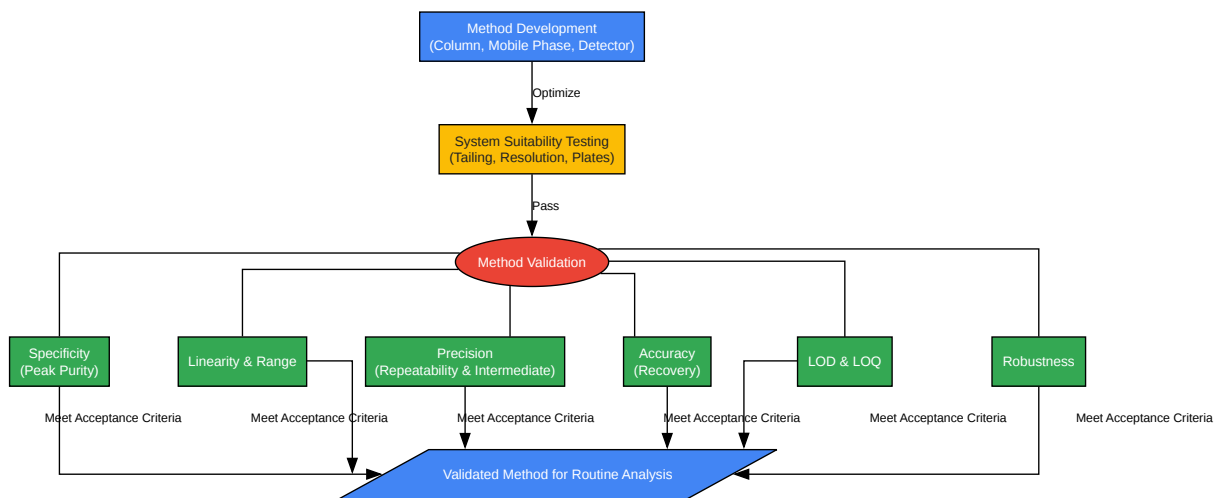 Method Development
(Column, Mobile Phase, Detector)
Optimize
System Suitability Testing
(Tailing, Resolution, Plates)
Pass
Method Validation
Specificity
(Peak Purity)
Linearity & Range
Precision
(Repeatability & Intermediate)
Accuracy
(Recovery)
LOD & LOQ
Robustness
Meet Acceptance Criteria
Meet Acceptance Criteria
Meet Acceptance Criteria
Meet Acceptance Criteria
Meet Acceptance Criteria
Meet Acceptance Criteria
Validated Method for Routine Analysis